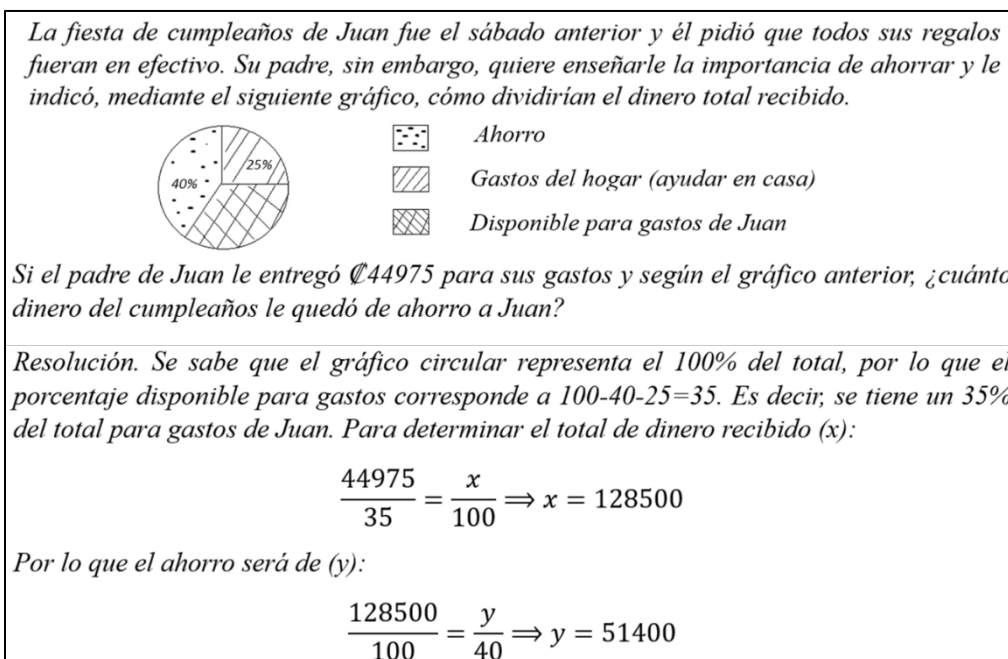 La fiesta de cumpleaños de Juan fue el sábado anterior y él pidió que todos sus regalos
fueran en efectivo. Su padre, sin embargo, quiere enseñarle la importancia de ahorrar y le
indicó, mediante el siguiente gráfico, cómo dividirían el dinero total recibido.
Ahorro
25%
40%
Gastos del hogar (ayudar en casa)
Disponible para gastos de Juan
Si el padre de Juan le entregó ₡44975 para sus gastos y según el gráfico anterior, ¿cuánto
dinero del cumpleaños le quedó de ahorro a Juan?
Resolución. Se sabe que el gráfico circular representa el 100% del total, por lo que el
porcentaje disponible para gastos corresponde a 100-40-25=35. Es decir, se tiene un 35%
del total para gastos de Juan. Para determinar el total de dinero recibido (x):
44975/35 = x/100 ⟹ x = 128500
Por lo que el ahorro será de (y):
128500/100 = y/40 ⟹ y = 51400